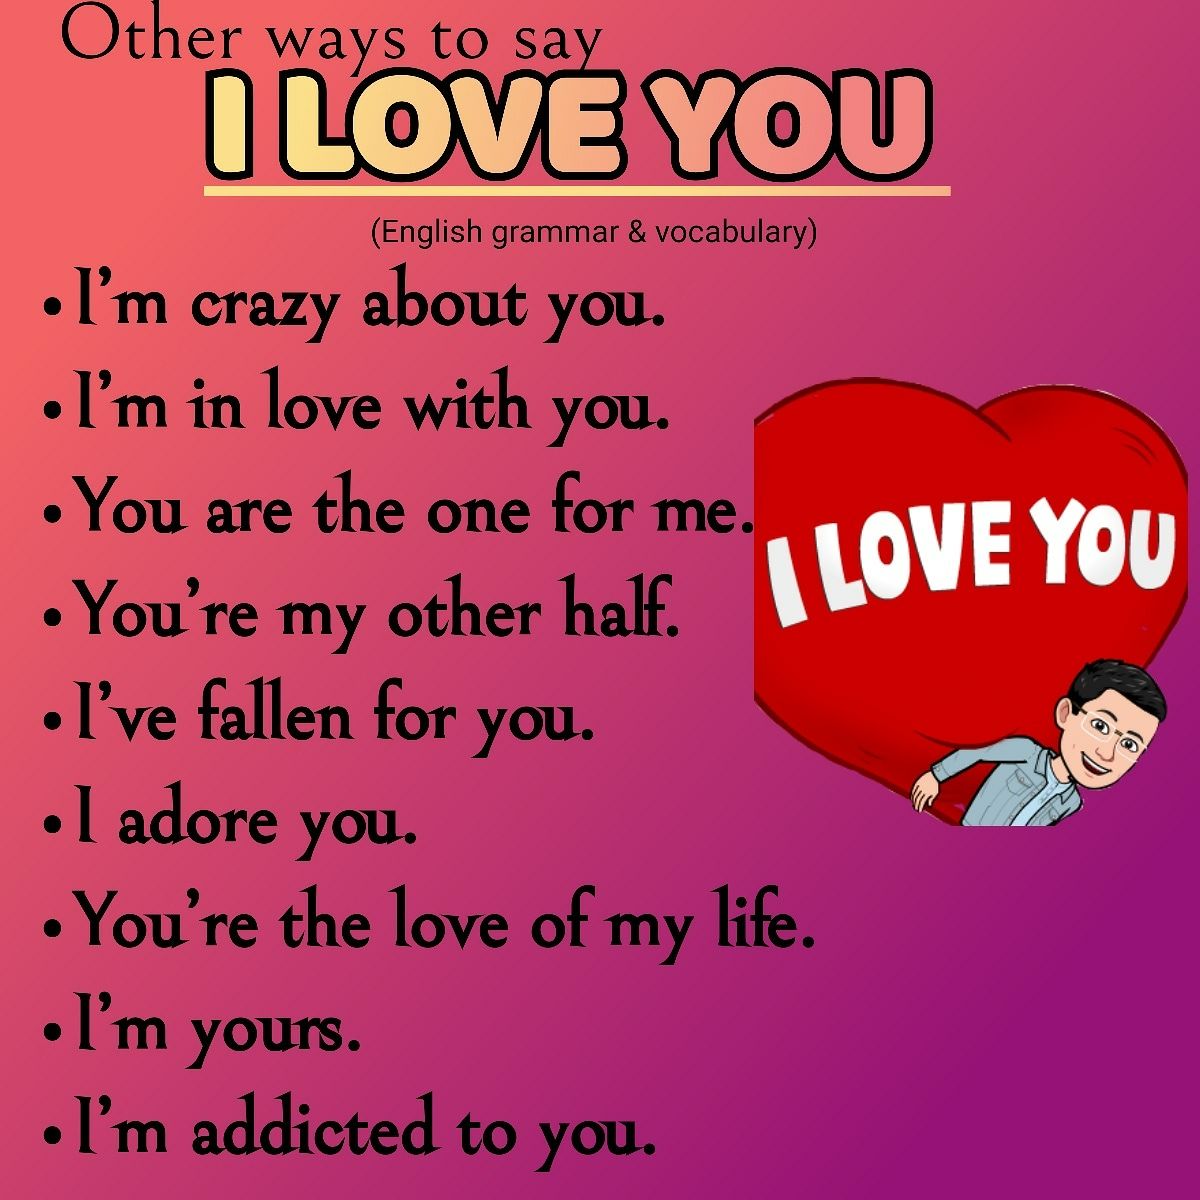 Other ways to say
I LOVE YOU
(English grammar & vocabulary)
•I'm crazy about you.
•I'm in love with you.
•You are the one for me.
•You're my other half.
•I've fallen for you.
•I adore you.
•You're the love of my life.
•I'm yours.
•I'm addicted to you.
I LOVE YOU